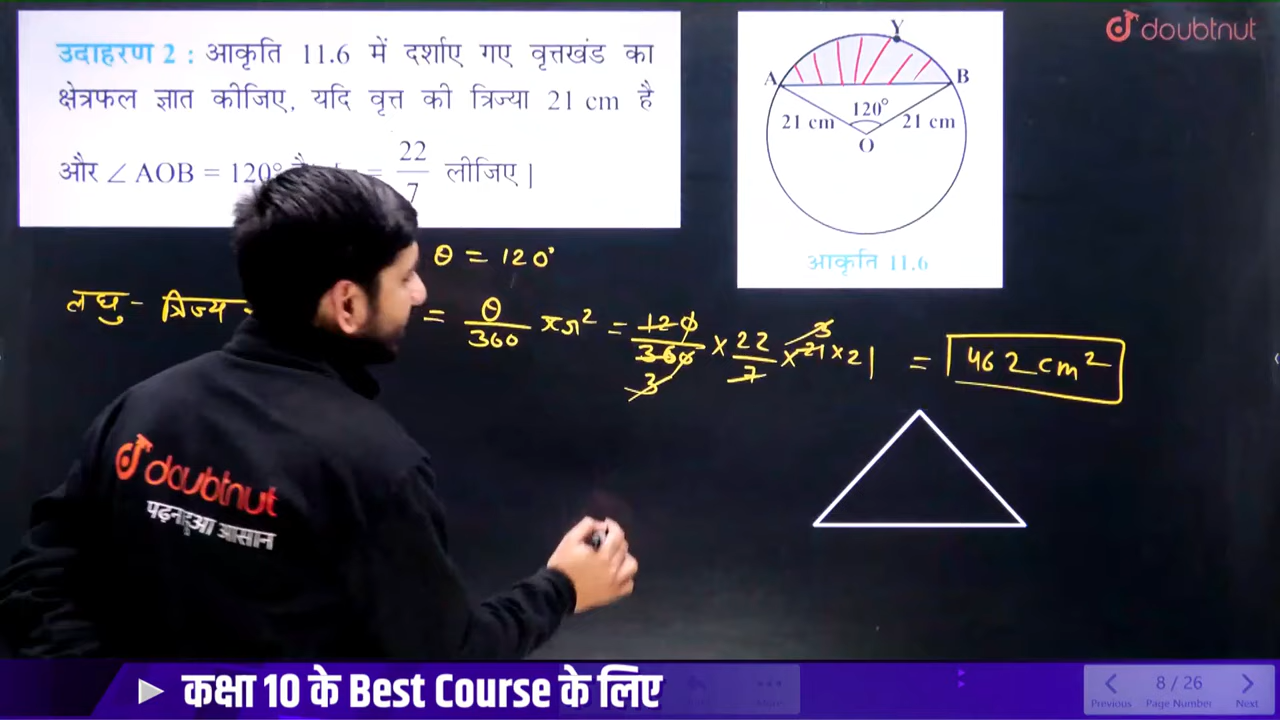 doubtnut
उदाहरण 2 : आकृति 11.6 में दर्शाए गए वृत्तखंड का
क्षेत्रफल ज्ञात कीजिए, यदि वृत्त की त्रिज्या 21 cm है
और ∠ AOB = 120° = 22/7 लीजिए |
Y
A B
120°
21 cm 21 cm
O
आकृति 11.6
θ = 120°
लघु - त्रिज्य = θ/360 πr² = 120/360 × 22/7 × 21 × 21 = 462 cm²
3 3
doubtnut
पढ़ना हुआ आसान
कक्षा 10 के Best Course के लिए
8 / 26
Previous Page Number Next